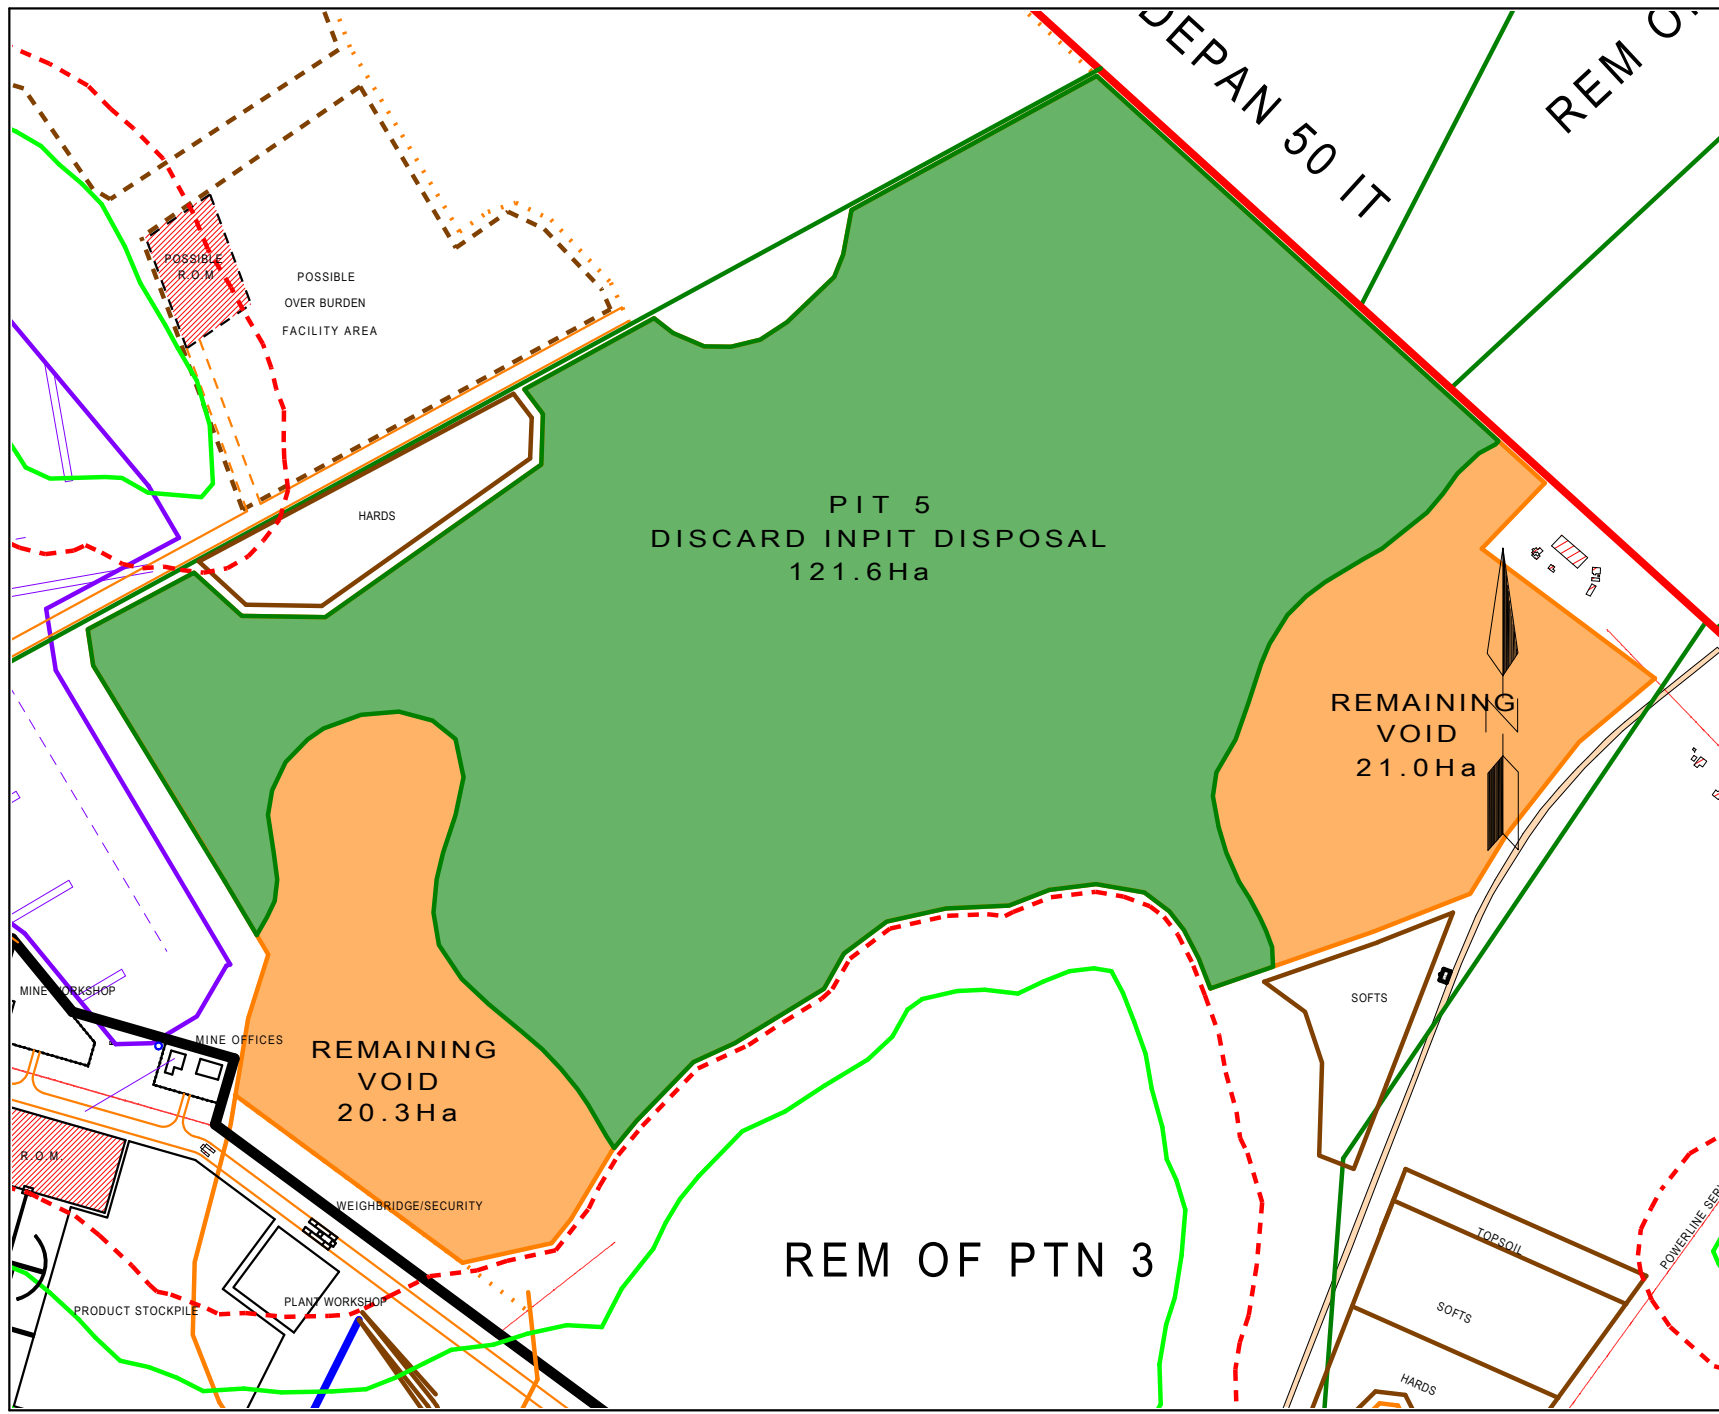 DEPAN 50 IT
REM O
POSSIBLE
R.O.M
POSSIBLE
OVER BURDEN
FACILITY AREA
HARDS
PIT 5
DISCARD INPIT DISPOSAL
121.6Ha
REMAINING
VOID
21.0Ha
N
MINE WORKSHOP
MINE OFFICES
SOFTS
REMAINING
VOID
20.3Ha
R.O.M.
WEIGHBRIDGE/SECURITY
REM OF PTN 3
TOPSOIL
POWERLINE SER
PRODUCT STOCKPILE
PLANT WORKSHOP
SOFTS
HARDS